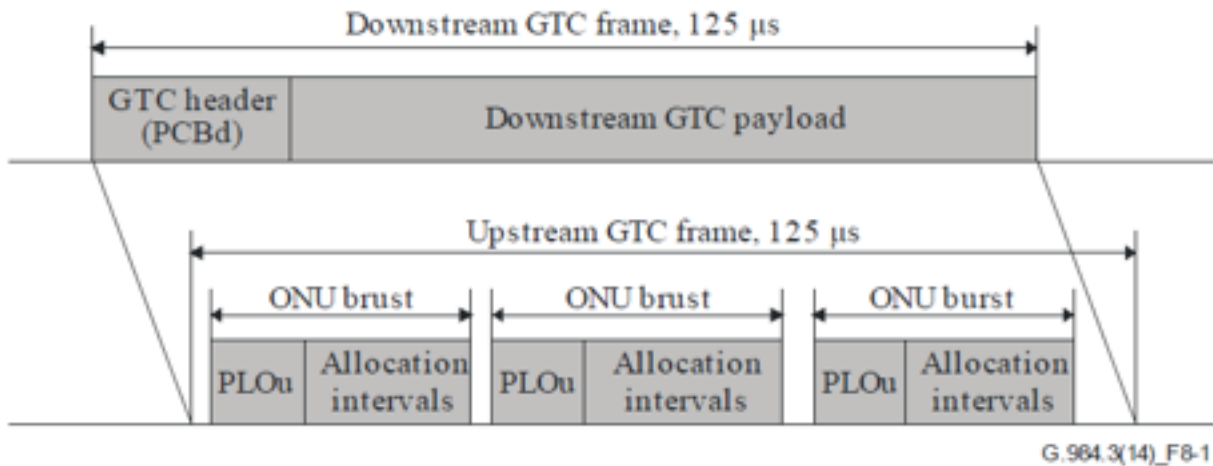 Downstream GTC frame, 125 μs
GTC header
(PCBd)
Downstream GTC payload
Upstream GTC frame, 125 μs
ONU brust
ONU brust
ONU burst
PLOu
Allocation
intervals
PLOu
Allocation
intervals
PLOu
Allocation
intervals
G.984.3(14)_F8-1